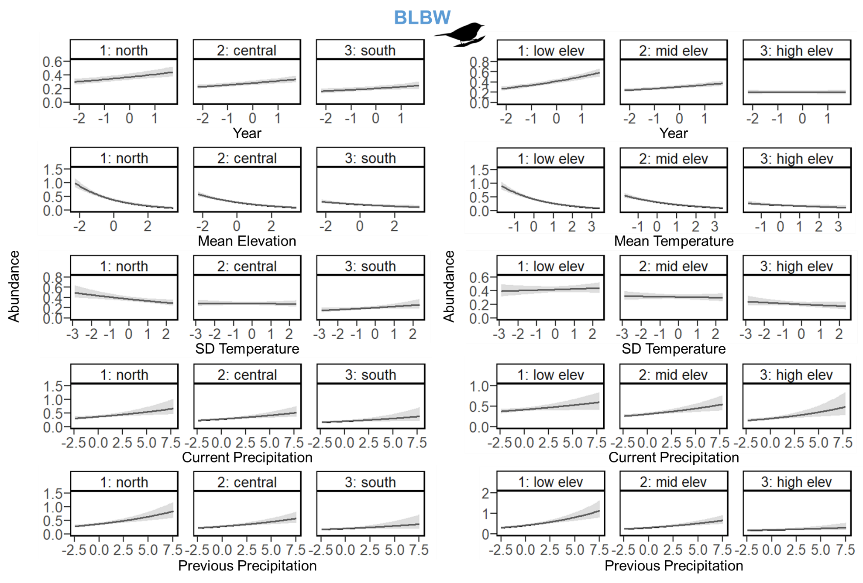 BLBW
Abundance
1: north 2: central 3: south
0.6
0.4
0.2
0.0
-2 -1 0 1 -2 -1 0 1 -2 -1 0 1
Year
1: north 2: central 3: south
1.5
1.0
0.5
0.0
-2 0 2 -2 0 2 -2 0 2
Mean Elevation
1: north 2: central 3: south
0.8
0.6
0.4
0.2
0.0
-3 -2 -1 0 1 2 -3 -2 -1 0 1 2 -3 -2 -1 0 1 2
SD Temperature
1: north 2: central 3: south
1.5
1.0
0.5
0.0
-2.5 0.0 2.5 5.0 7.5 -2.5 0.0 2.5 5.0 7.5 -2.5 0.0 2.5 5.0 7.5
Current Precipitation
1: north 2: central 3: south
1.5
1.0
0.5
0.0
-2.5 0.0 2.5 5.0 7.5 -2.5 0.0 2.5 5.0 7.5 -2.5 0.0 2.5 5.0 7.5
Previous Precipitation
Abundance
1: low elev 2: mid elev 3: high elev
0.8
0.6
0.4
0.2
0.0
-2 -1 0 1 -2 -1 0 1 -2 -1 0 1
Year
1: low elev 2: mid elev 3: high elev
1.5
1.0
0.5
0.0
-1 0 1 2 3 -1 0 1 2 3 -1 0 1 2 3
Mean Temperature
1: low elev 2: mid elev 3: high elev
0.6
0.4
0.2
0.0
-3 -2 -1 0 1 2 -3 -2 -1 0 1 2 -3 -2 -1 0 1 2
SD Temperature
1: low elev 2: mid elev 3: high elev
1.0
0.5
0.0
-2.5 0.0 2.5 5.0 7.5 -2.5 0.0 2.5 5.0 7.5 -2.5 0.0 2.5 5.0 7.5
Current Precipitation
1: low elev 2: mid elev 3: high elev
2
1
0
-2.5 0.0 2.5 5.0 7.5 -2.5 0.0 2.5 5.0 7.5 -2.5 0.0 2.5 5.0 7.5
Previous Precipitation